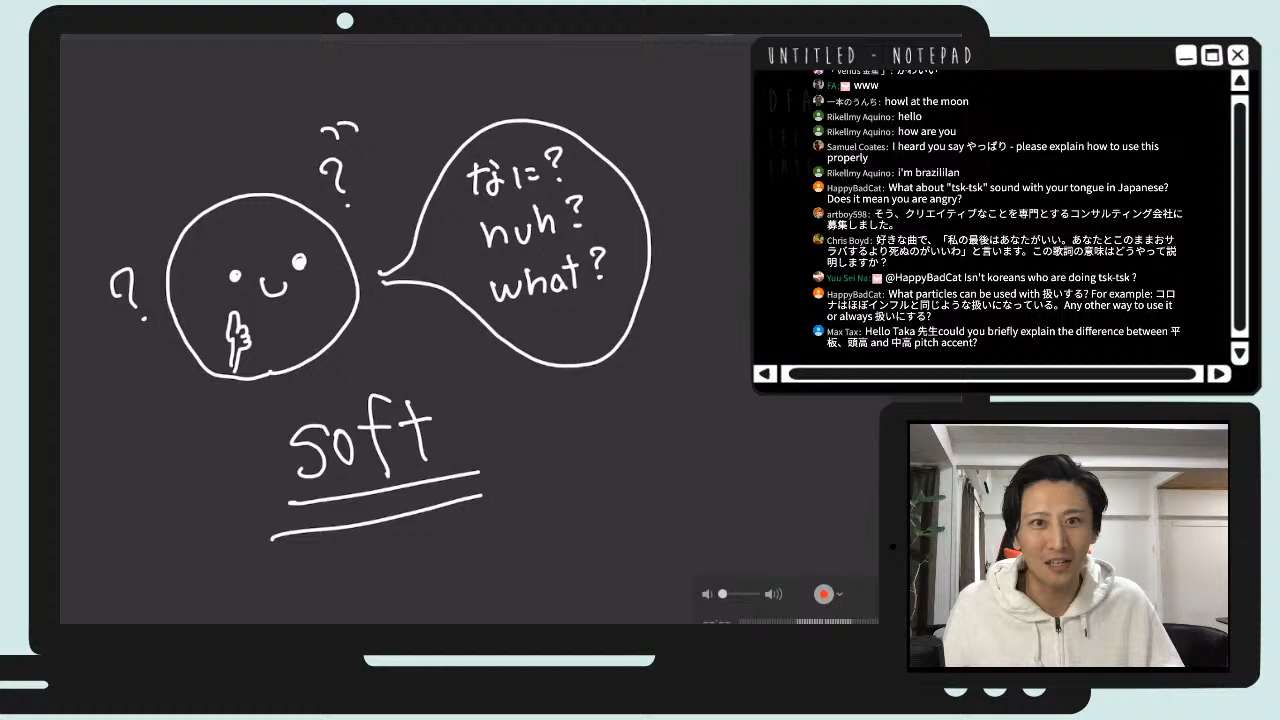 ?
?
なに?
huh?
what?
soft
UNTITLED - NOTEPAD
FA: www
一本のうんち: howl at the moon
Rikellmy Aquino: hello
Rikellmy Aquino: how are you
Samuel Coates: I heard you say やっぱり - please explain how to use this
properly
Rikellmy Aquino: i'm brazililan
HappyBadCat: What about "tsk-tsk" sound with your tongue in Japanese?
Does it mean you are angry?
artboy598: そう、クリエイティブなことを専門とするコンサルティング会社に
募集しました。
Chris Boyd: 好きな曲で、「私の最後はあなたがいい。あなたとこのままおサ
ラバするより死ぬのがいいわ」と言います。この歌詞の意味はどうやって説
明しますか?
Yuu Sei Na: @HappyBadCat Isn't koreans who are doing tsk-tsk ?
HappyBadCat: What particles can be used with 扱いする? For example: コロ
ナはほぼインフルと同じような扱いになっている。Any other way to use it
or always 扱いにする?
Max Tax: Hello Taka 先生could you briefly explain the difference between 平
板、頭高 and 中高 pitch accent?